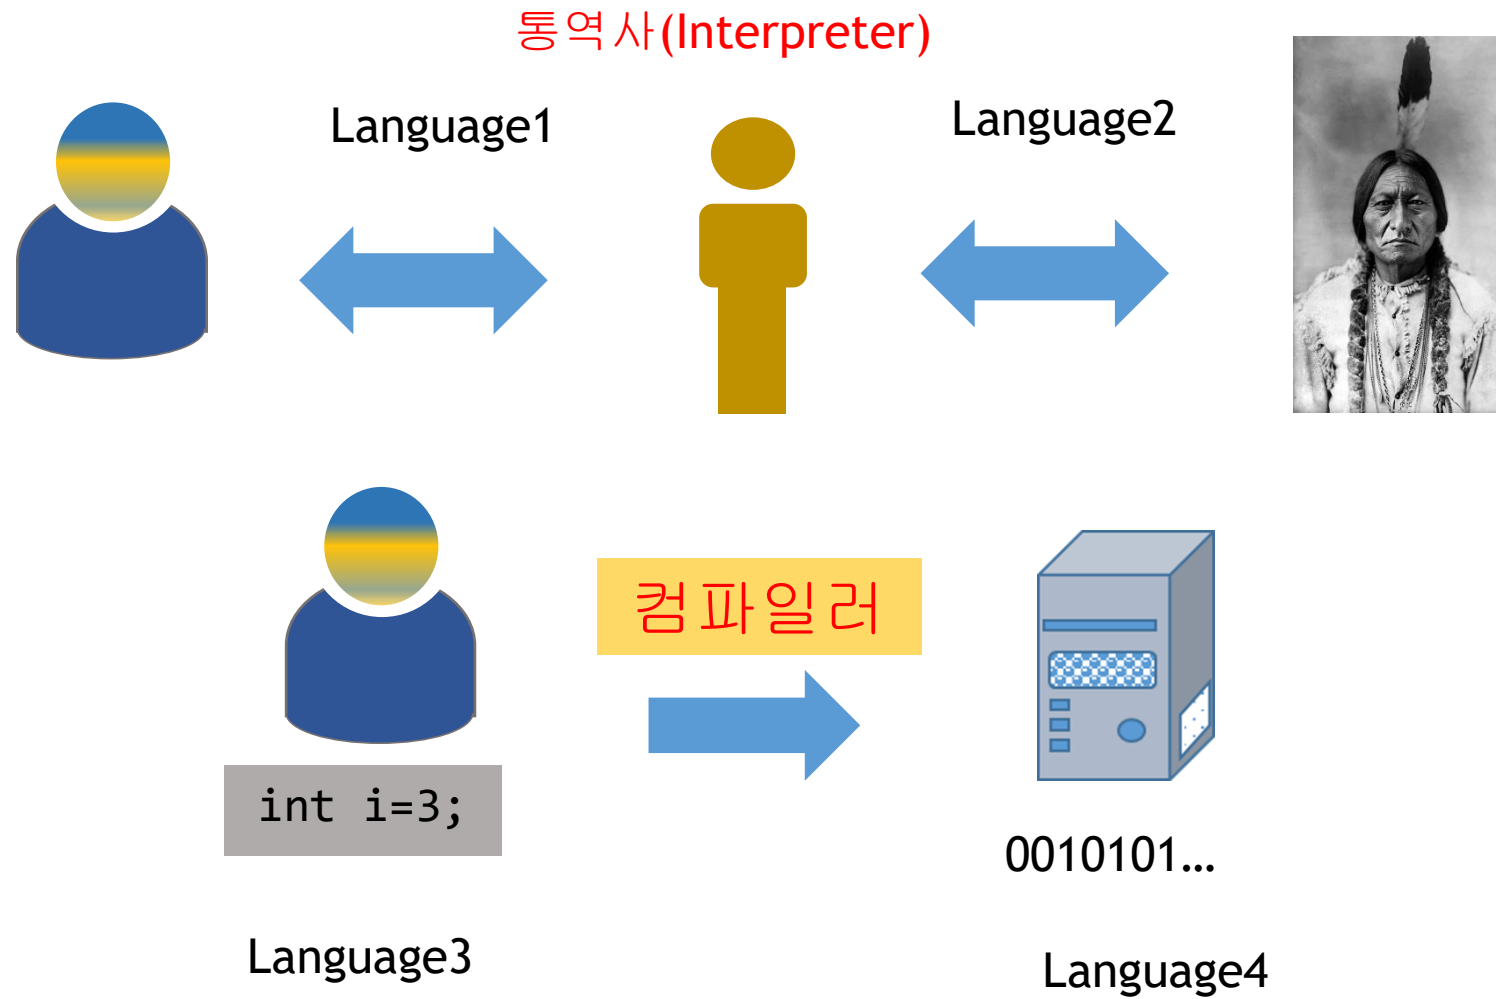 통역사(Interpreter)
Language1
Language2
컴파일러
int i=3;
0010101…
Language3
Language4